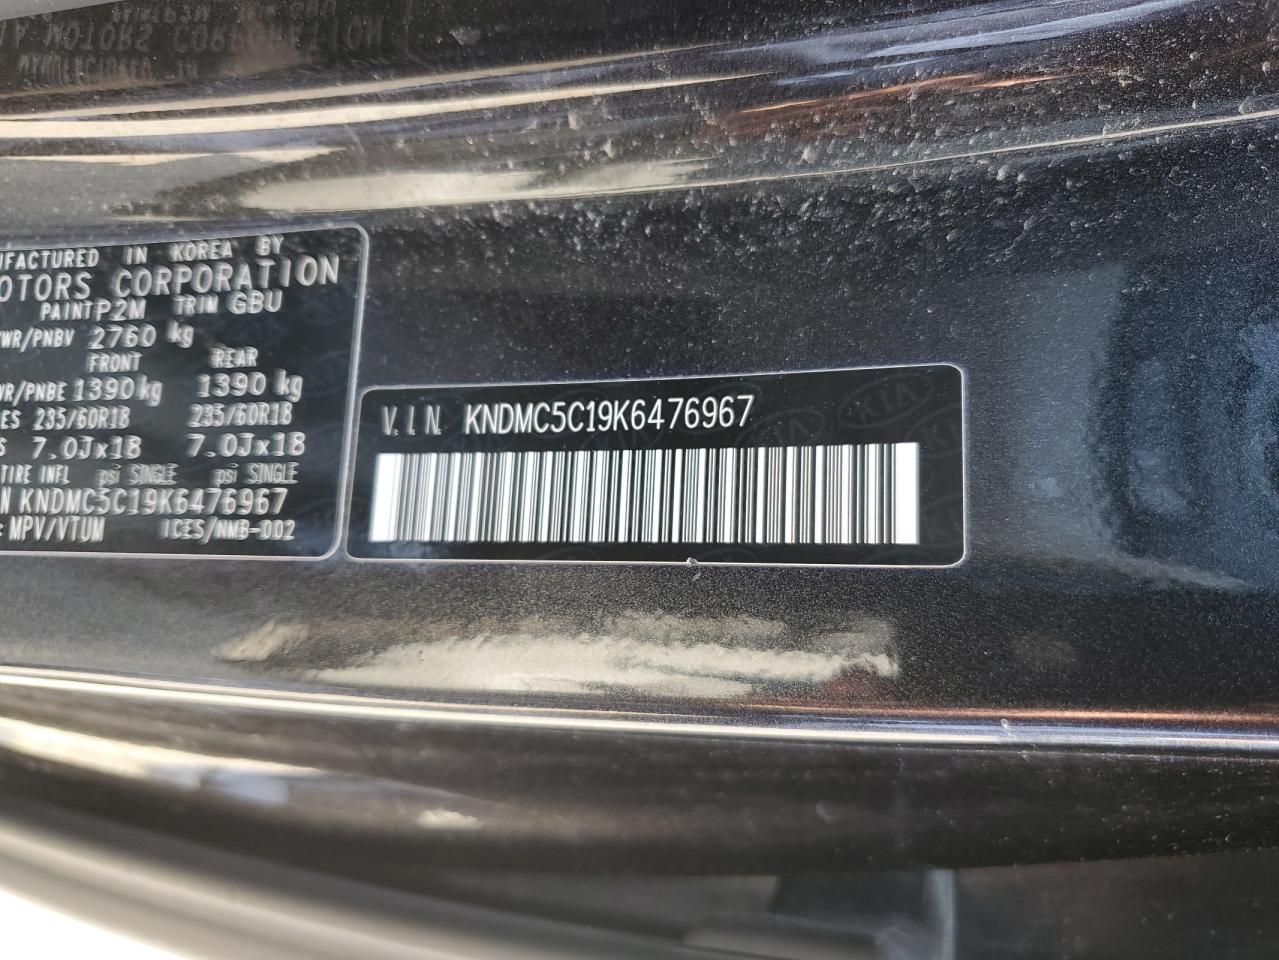 UFACTURED IN KOREA BY
OTORS CORPORATION
PAINT P2M TRIM GBU
WR/PNBV 2760 kg
FRONT REAR
WR/PNBE 1390 kg 1390 kg
ES 235/60R18 235/60R18
S 7.0Jx18 7.0Jx18
TIRE INFL psi SINGLE psi SINGLE
N KNDMC5C19K6476967
: MPV/VTUM ICES/NMB-002
V.I.N. KNDMC5C19K6476967
KIA